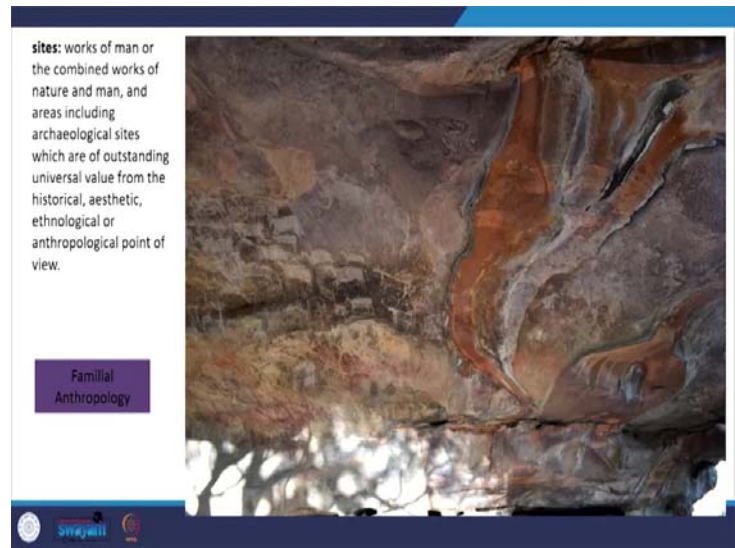 sites: works of man or
the combined works of
nature and man, and
areas including
archaeological sites
which are of outstanding
universal value from the
historical, aesthetic,
ethnological or
anthropological point of
view.
Familial
Anthropology
swayam